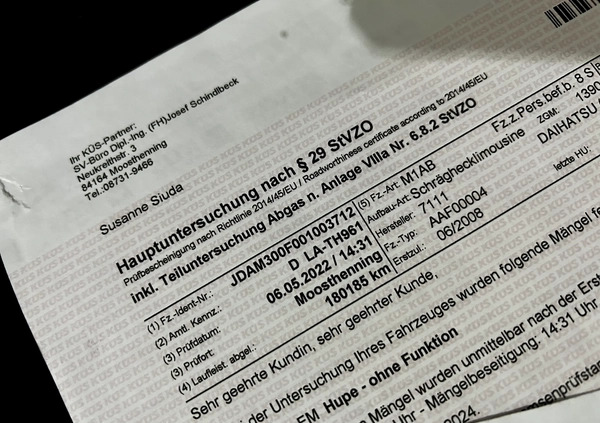 Ihr KÜS-Partner:
SV-Büro Dipl.-Ing. (FH)Josef Schindlbeck
Neukreithstr. 3
84164 Moosthenning
Tel.:08731-9466
Susanne Siuda
Hauptuntersuchung nach § 29 StVZO
Prüfbescheinigung nach Richtlinie 2014/45/EU / Roadworthiness certificate according to 2014/45/EU
inkl. Teiluntersuchung Abgas n. Anlage VIIIa Nr. 6.8.2 StVZO
(1) Fz.-Ident-Nr.: JDAM300F001003712
(2) Amtl. Kennz.: D LA-TH961
(3) Prüfdatum: 06.05.2022 / 14:31
(3) Prüfort: Moosthenning
(4) Laufleist. abgel.: 180185 km
(5) Fz.-Art: M1AB
Fz.z.Pers.bef.b. 8 S
Aufbau-Art: Schräghecklimousine
ZGM: 1390
Hersteller: 7111
DAIHATSU
Fz.-Typ: AAF00004
Erstzul.: 06/2008
letzte HU:
Sehr geehrte Kundin, sehr geehrter Kunde,
der Untersuchung Ihres Fahrzeuges wurden folgende Mängel fe
EM Hupe - ohne Funktion
Mängel wurden unmittelbar nach der Erst
Uhr - Mängelbeseitigung: 14:31 Uhr
2024.